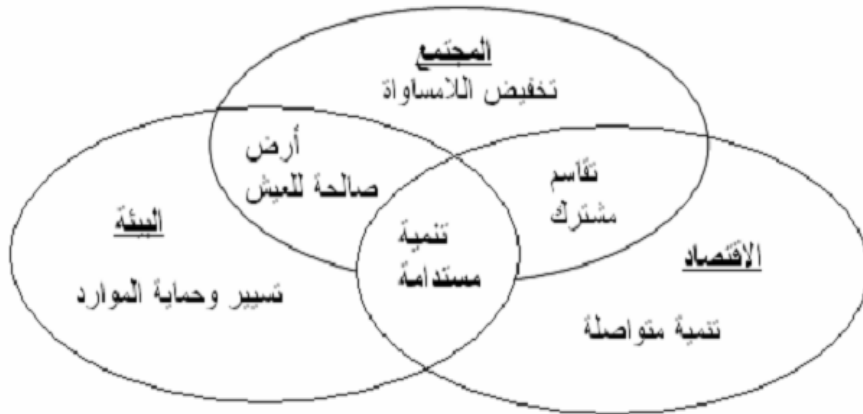 المجتمع
تخفيض اللامساواة
أرض
صالحة للعيش
تقاسم
مشترك
البيئة
تسيير وحماية الموارد
تنمية
مستدامة
الاقتصاد
تنمية متواصلة